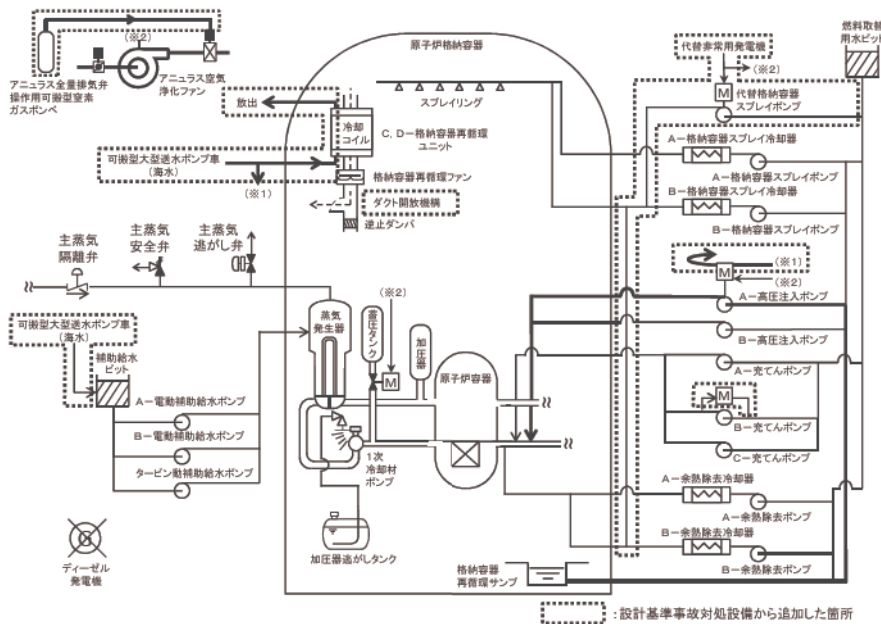 (※2)
アニュラス全量排気弁
操作用可搬型窒素
ガスボンベ
アニュラス空気
浄化ファン
原子炉格納容器
スプレイリング
放出
冷却
コイル
C,D-格納容器再循環
ユニット
可搬型大型送水ポンプ車
(海水)
(※1)
格納容器再循環ファン
ダクト開放機構
逆止ダンパ
代替非常用発電機
(※2)
M
代替格納容器
スプレイポンプ
燃料取替
用水ピット
A-格納容器スプレイ冷却器
A-格納容器スプレイポンプ
B-格納容器スプレイ冷却器
B-格納容器スプレイポンプ
主蒸気
隔離弁
主蒸気
安全弁
主蒸気
逃がし弁
(※1)
M
(※2)
A-高圧注入ポンプ
B-高圧注入ポンプ
A-充てんポンプ
M
B-充てんポンプ
C-充てんポンプ
可搬型大型送水ポンプ車
(海水)
補助給水
ピット
A-電動補助給水ポンプ
B-電動補助給水ポンプ
タービン動補助給水ポンプ
蒸気
発生器
蓄圧タンク
(※2)
M
加圧器
原子炉容器
1次
冷却材
ポンプ
加圧器逃がしタンク
A-余熱除去冷却器
A-余熱除去ポンプ
B-余熱除去冷却器
B-余熱除去ポンプ
格納容器
再循環サンプ
G
ディーゼル
発電機
:設計基準事故対処設備から追加した箇所